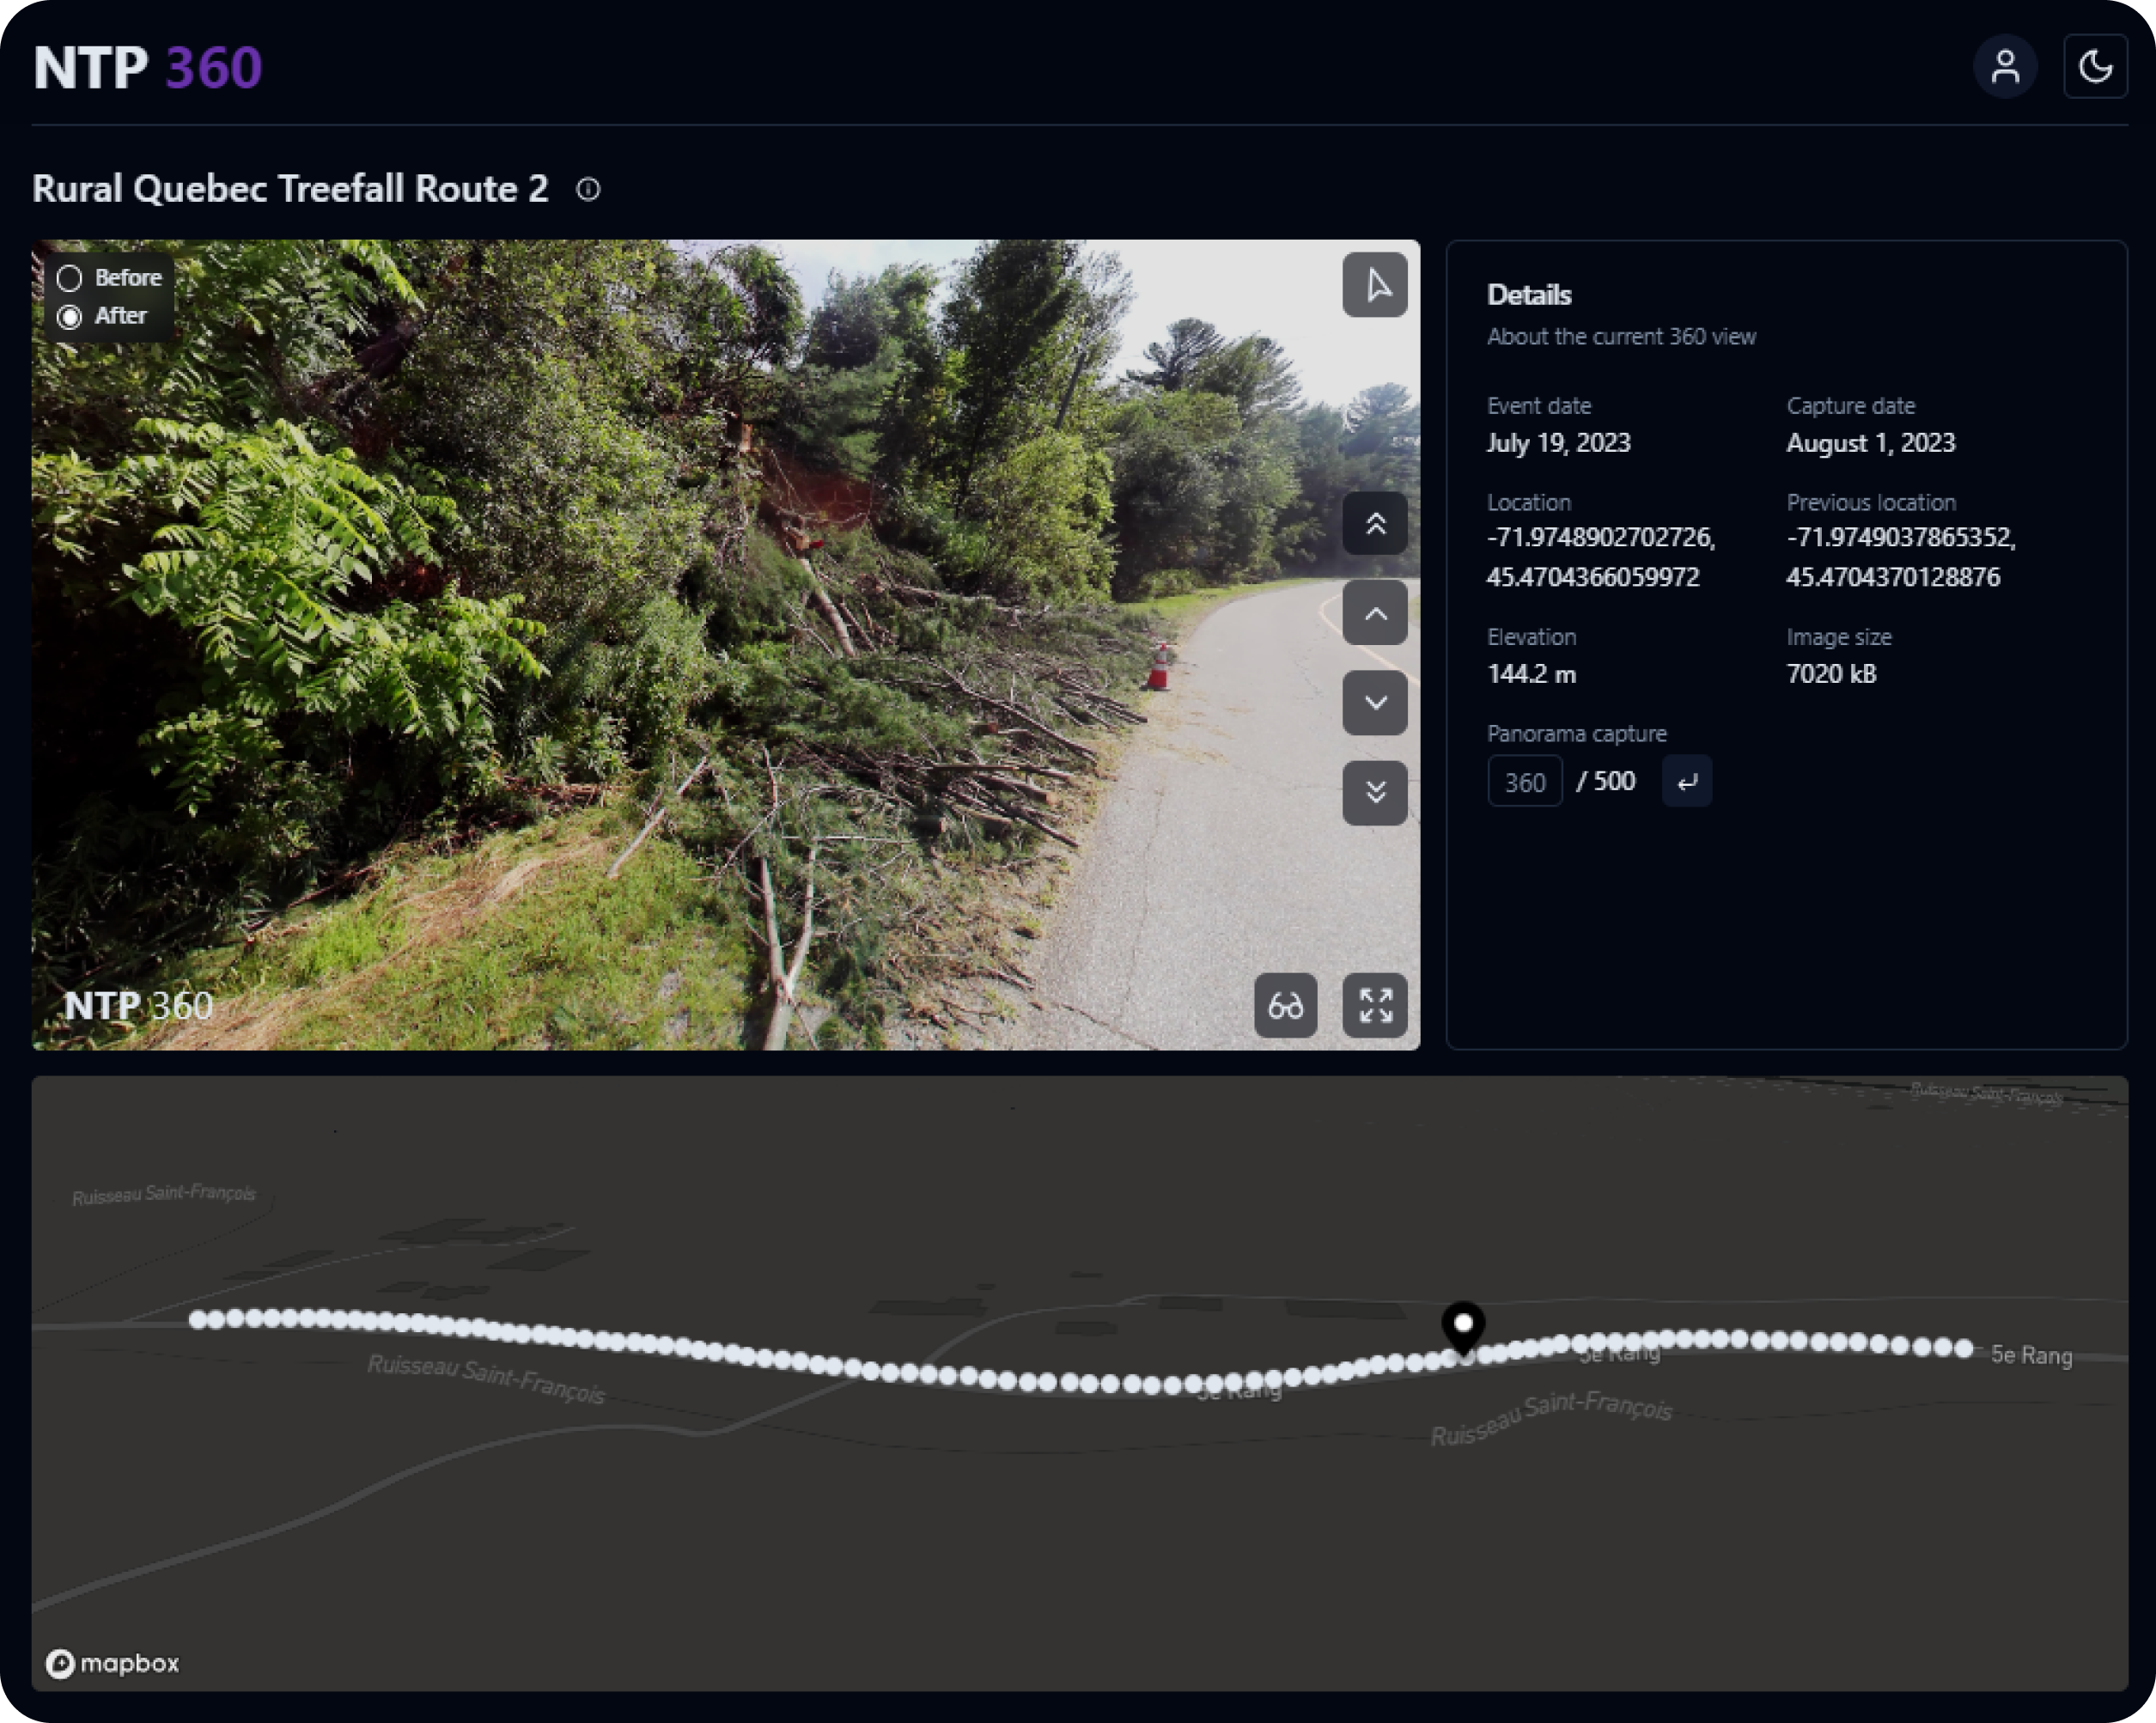 NTP 360
Rural Quebec Treefall Route 2
Before
After
NTP 360
Details
About the current 360 view
Event date
July 19, 2023
Capture date
August 1, 2023
Location
-71.9748902702726,
45.4704366059972
Previous location
-71.9749037865352,
45.4704370128876
Elevation
144.2 m
Image size
7020 kB
Panorama capture
360 / 500
Ruisseau Saint-François
Ruisseau Saint-François
Ruisseau Saint-François
5e Rang
5e Rang
5e Rang
Ruisseau Saint-François
mapbox